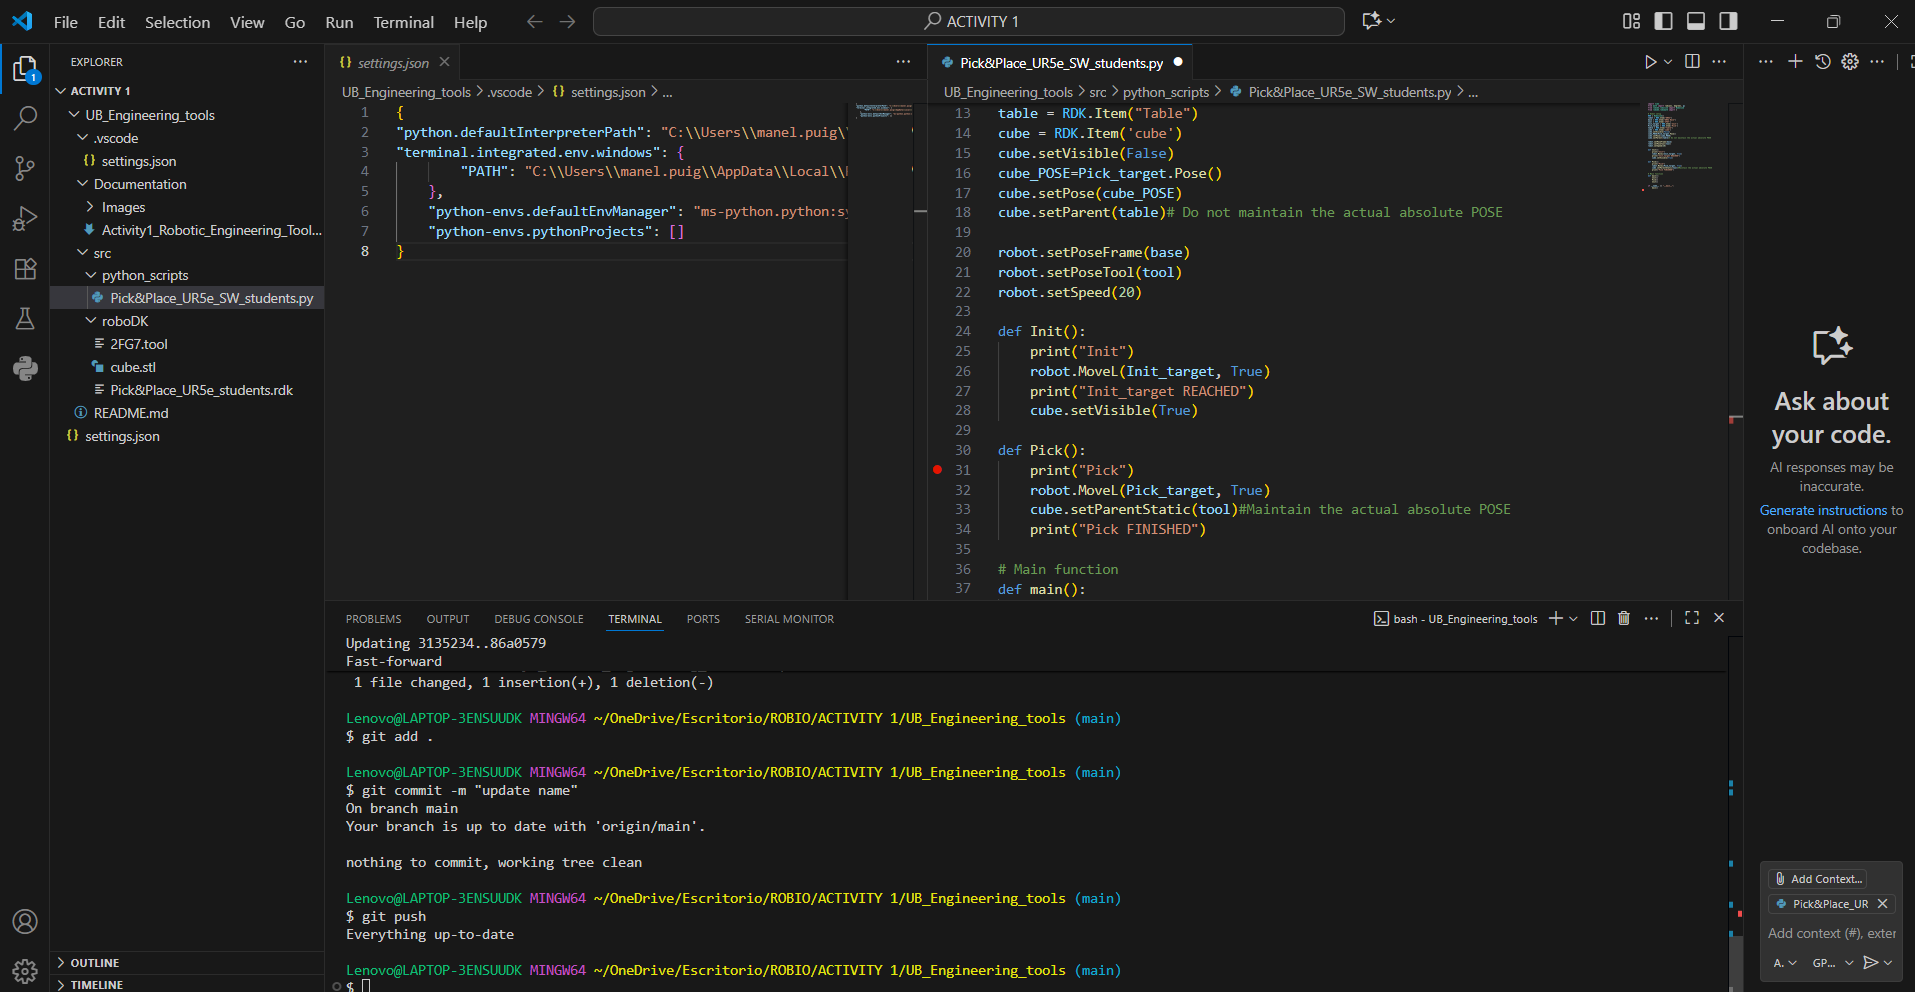 File Edit Selection View Go Run Terminal Help
ACTIVITY 1
1
EXPLORER
ACTIVITY 1
UB_Engineering_tools
.vscode
{} settings.json
Documentation
Images
Activity1_Robotic_Engineering_Tool...
src
python_scripts
Pick&Place_UR5e_SW_students.py
roboDK
2FG7.tool
cube.stl
Pick&Place_UR5e_students.rdk
README.md
{} settings.json
OUTLINE
TIMELINE
{} settings.json
UB_Engineering_tools > .vscode > {} settings.json > ...
1 {
2 "python.defaultInterpreterPath": "C:\\Users\\manel.puig\
3 "terminal.integrated.env.windows": {
4 "PATH": "C:\\Users\\manel.puig\\AppData\\Local\\
5 },
6 "python-envs.defaultEnvManager": "ms-python.python:sy
7 "python-envs.pythonProjects": []
8 }
Pick&Place_UR5e_SW_students.py
UB_Engineering_tools > src > python_scripts > Pick&Place_UR5e_SW_students.py > ...
13 table = RDK.Item("Table")
14 cube = RDK.Item('cube')
15 cube.setVisible(False)
16 cube_POSE=Pick_target.Pose()
17 cube.setPose(cube_POSE)
18 cube.setParent(table)# Do not maintain the actual absolute POSE
19
20 robot.setPoseFrame(base)
21 robot.setPoseTool(tool)
22 robot.setSpeed(20)
23
24 def Init():
25 print("Init")
26 robot.MoveL(Init_target, True)
27 print("Init_target REACHED")
28 cube.setVisible(True)
29
30 def Pick():
31 print("Pick")
32 robot.MoveL(Pick_target, True)
33 cube.setParentStatic(tool)#Maintain the actual absolute POSE
34 print("Pick FINISHED")
35
36 # Main function
37 def main():
PROBLEMS OUTPUT DEBUG CONSOLE TERMINAL PORTS SERIAL MONITOR
bash - UB_Engineering_tools
Updating 3135234..86a0579
Fast-forward
1 file changed, 1 insertion(+), 1 deletion(-)
Lenovo@LAPTOP-3ENSUUDK MINGW64 ~/OneDrive/Escritorio/ROBIO/ACTIVITY 1/UB_Engineering_tools (main)
$ git add .
Lenovo@LAPTOP-3ENSUUDK MINGW64 ~/OneDrive/Escritorio/ROBIO/ACTIVITY 1/UB_Engineering_tools (main)
$ git commit -m "update name"
On branch main
Your branch is up to date with 'origin/main'.
nothing to commit, working tree clean
Lenovo@LAPTOP-3ENSUUDK MINGW64 ~/OneDrive/Escritorio/ROBIO/ACTIVITY 1/UB_Engineering_tools (main)
$ git push
Everything up-to-date
Lenovo@LAPTOP-3ENSUUDK MINGW64 ~/OneDrive/Escritorio/ROBIO/ACTIVITY 1/UB_Engineering_tools (main)
$
Ask about
your code.
AI responses may be
inaccurate.
Generate instructions to
onboard AI onto your
codebase.
Add Context...
Pick&Place_UR
Add context (#), exter
A. GP...